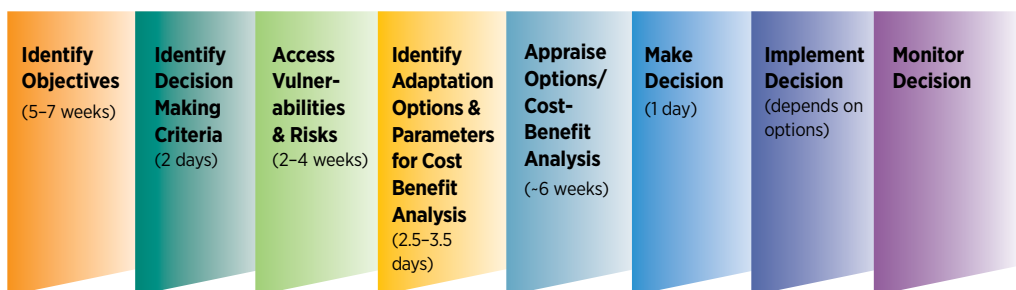 Identify
Objectives
(5–7 weeks)
Identify
Decision
Making
Criteria
(2 days)
Access
Vulner-
abilities
& Risks
(2–4 weeks)
Identify
Adaptation
Options &
Parameters
for Cost
Benefit
Analysis
(2.5–3.5
days)
Appraise
Options/
Cost-
Benefit
Analysis
(~6 weeks)
Make
Decision
(1 day)
Implement
Decision
(depends on
options)
Monitor
Decision